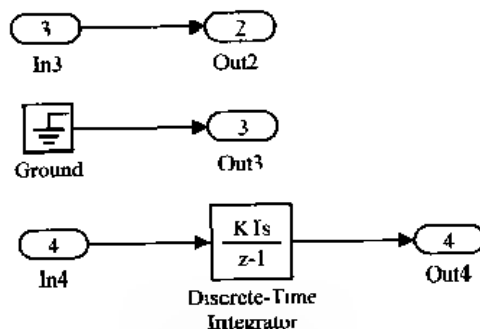 3
2
In3
Out2
3
Ground
Out3
4
K Ts
z-1
4
In4
Out4
Discrete-Time
Integrator